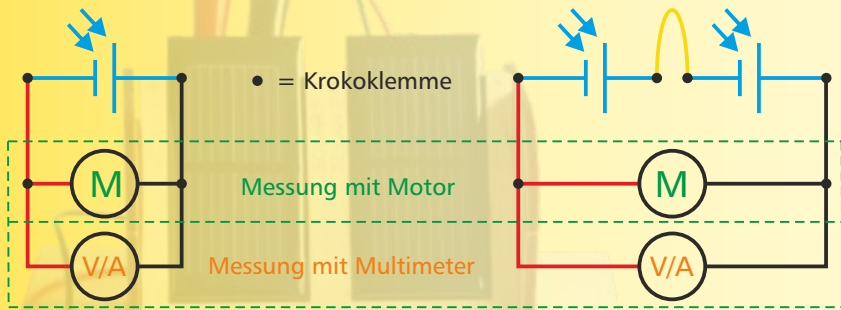 • = Krokoklemme
M
Messung mit Motor
M
V/A
Messung mit Multimeter
V/A